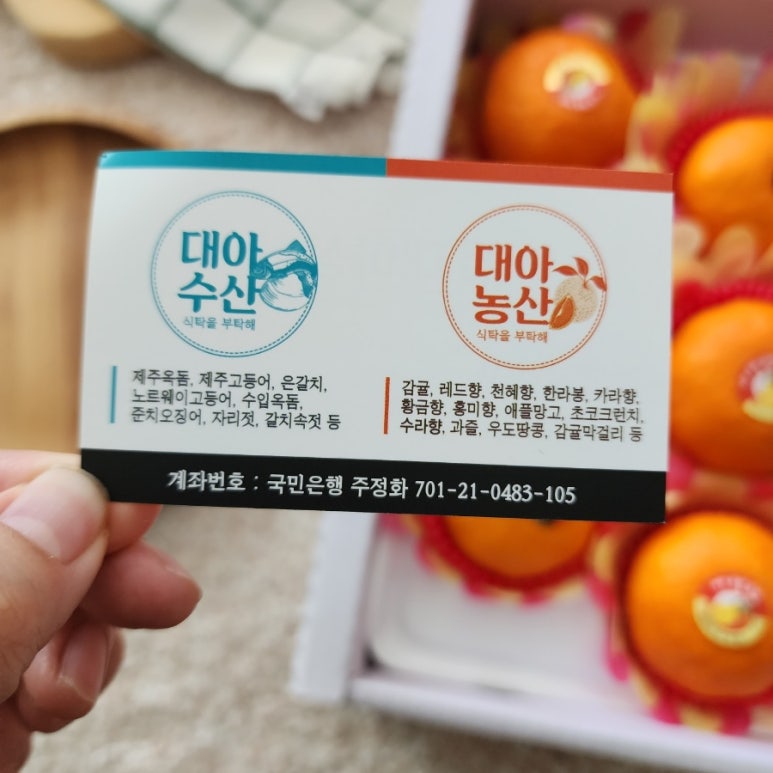 대아
수산
식탁을 부탁해
제주옥돔, 제주고등어, 은갈치,
노르웨이고등어, 수입옥돔,
준치오징어, 자리젓, 갈치속젓 등
대아
농산
식탁을 부탁해
감귤, 레드향, 천혜향, 한라봉, 카라향,
황금향, 홍미향, 애플망고, 초코크런치,
수라향, 과즐, 우도땅콩, 감귤막걸리 등
계좌번호 : 국민은행 주정화 701-21-0483-105